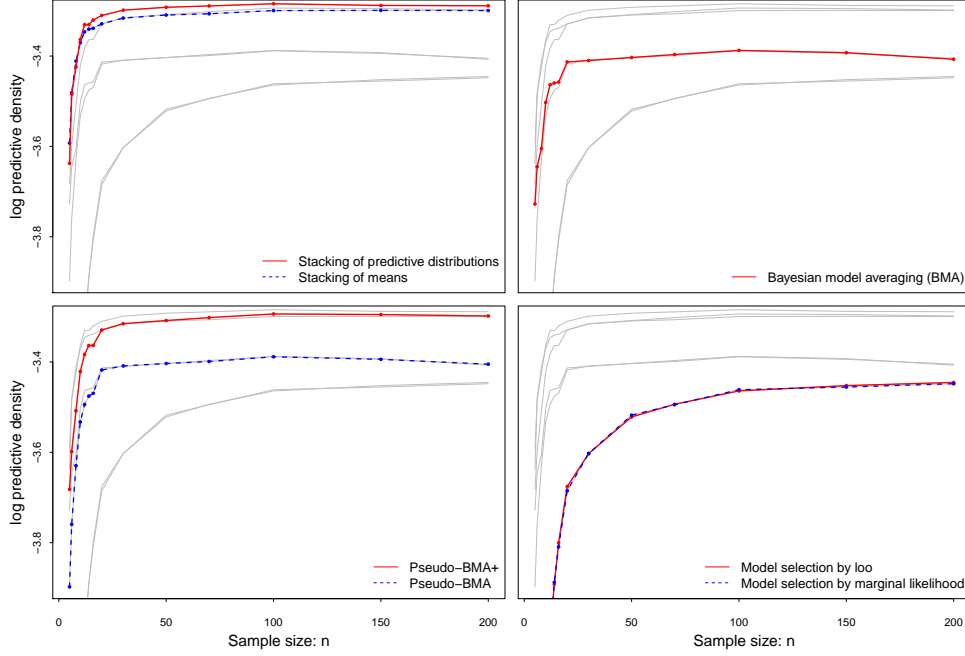 log predictive density
-3.4
-3.6
-3.8
Stacking of predictive distributions
Stacking of means
Bayesian model averaging (BMA)
log predictive density
-3.4
-3.6
-3.8
Pseudo-BMA+
Pseudo-BMA
Model selection by loo
Model selection by marginal likelihood
0 50 100 150 200
0 50 100 150 200
Sample size: n
Sample size: n